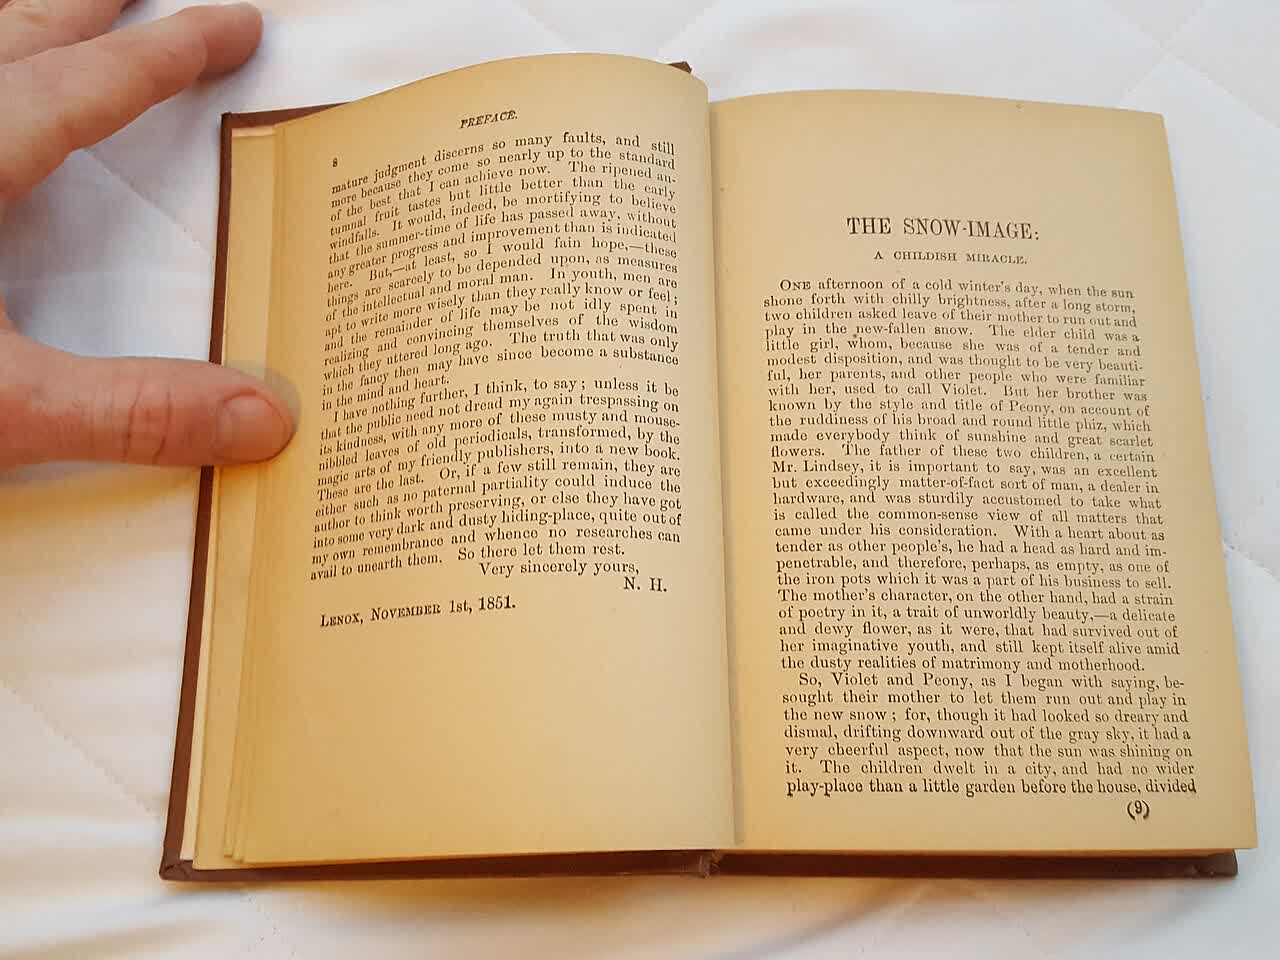 PREFACE.
8
mature judgment discerns so many faults, and still
more because they come so nearly up to the standard
of the best that I can achieve now. The ripened au-
tumnal fruit tastes but little better than the early
windfalls. It would, indeed, be mortifying to believe
that the summer-time of life has passed away, without
any greater progress and improvement than is indicated
here. But,—at least, so I would fain hope,—these
things are scarcely to be depended upon, as measures
of the intellectual and moral man. In youth, men are
apt to write more wisely than they really know or feel;
and the remainder of life may be not idly spent in
realizing and convincing themselves of the wisdom
which they uttered long ago. The truth that was only
in the fancy then may have since become a substance
in the mind and heart.
I have nothing further, I think, to say; unless it be
that the public need not dread my again trespassing on
its kindness, with any more of these musty and mouse-
nibbled leaves of old periodicals, transformed, by the
magic arts of my friendly publishers, into a new book.
These are the last. Or, if a few still remain, they are
either such as no paternal partiality could induce the
author to think worth preserving, or else they have got
into some very dark and dusty hiding-place, quite out of
my own remembrance and whence no researches can
avail to unearth them. So there let them rest.
Very sincerely yours,
N. H.
LENOX, NOVEMBER 1st, 1851.
THE SNOW-IMAGE:
A CHILDISH MIRACLE.
ONE afternoon of a cold winter's day, when the sun
shone forth with chilly brightness, after a long storm,
two children asked leave of their mother to run out and
play in the new-fallen snow. The elder child was a
little girl, whom, because she was of a tender and
modest disposition, and was thought to be very beauti-
ful, her parents, and other people who were familiar
with her, used to call Violet. But her brother was
known by the style and title of Peony, on account of
the ruddiness of his broad and round little phiz, which
made everybody think of sunshine and great scarlet
flowers. The father of these two children, a certain
Mr. Lindsey, it is important to say, was an excellent
but exceedingly matter-of-fact sort of man, a dealer in
hardware, and was sturdily accustomed to take what
is called the common-sense view of all matters that
came under his consideration. With a heart about as
tender as other people's, he had a head as hard and im-
penetrable, and therefore, perhaps, as empty, as one of
the iron pots which it was a part of his business to sell.
The mother's character, on the other hand, had a strain
of poetry in it, a trait of unworldly beauty,—a delicate
and dewy flower, as it were, that had survived out of
her imaginative youth, and still kept itself alive amid
the dusty realities of matrimony and motherhood.
So, Violet and Peony, as I began with saying, be-
sought their mother to let them run out and play in
the new snow; for, though it had looked so dreary and
dismal, drifting downward out of the gray sky, it had a
very cheerful aspect, now that the sun was shining on
it. The children dwelt in a city, and had no wider
play-place than a little garden before the house, divided
(9)